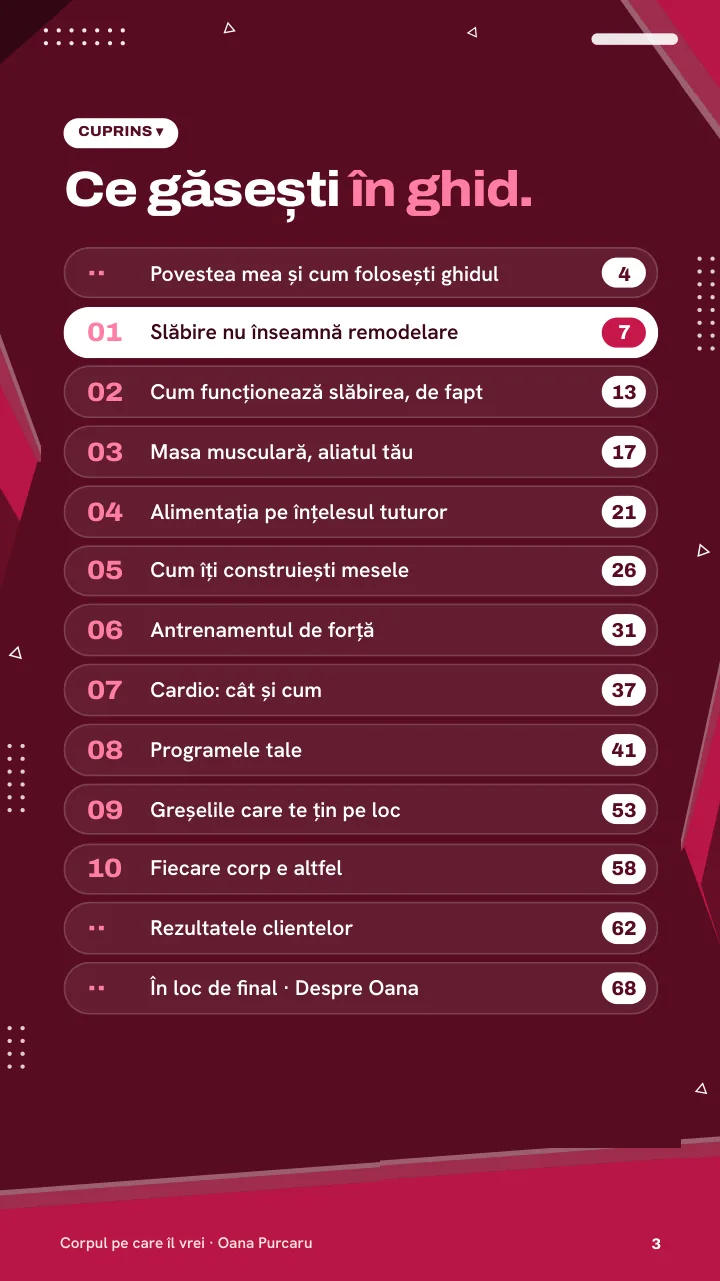 CUPRINS ▾
Ce găsești în ghid.
·· Povestea mea și cum folosești ghidul 4
01 Slăbire nu înseamnă remodelare 7
02 Cum funcționează slăbirea, de fapt 13
03 Masa musculară, aliatul tău 17
04 Alimentația pe înțelesul tuturor 21
05 Cum îți construiești mesele 26
06 Antrenamentul de forță 31
07 Cardio: cât și cum 37
08 Programele tale 41
09 Greșelile care te țin pe loc 53
10 Fiecare corp e altfel 58
·· Rezultatele clientelor 62
·· În loc de final · Despre Oana 68
Corpul pe care îl vrei · Oana Purcaru 3